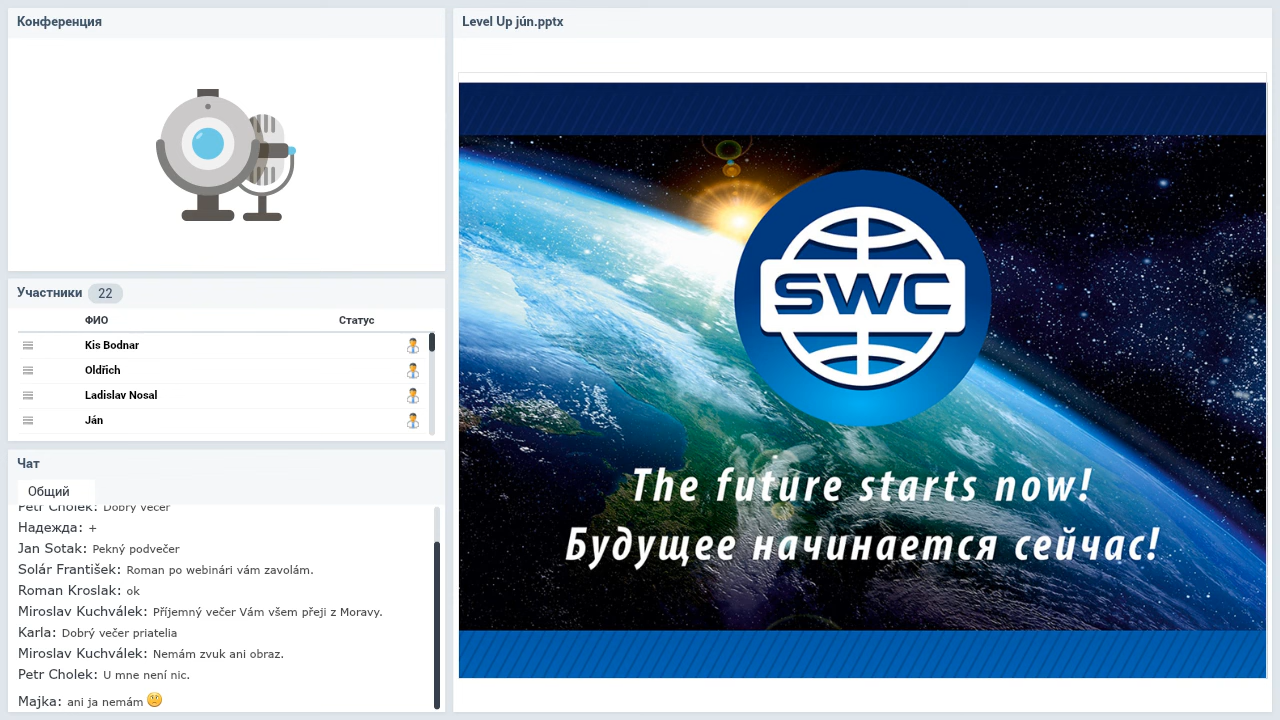 Конференция
Участники 22
ФИО Статус
Kis Bodnar
Oldřich
Ladislav Nosal
Ján
Чат
Общий
Petr Cholek: Dobrý večer
Надежда: +
Jan Sotak: Pekný podvečer
Solár František: Roman po webinári vám zavolám.
Roman Kroslak: ok
Miroslav Kuchválek: Příjemný večer Vám všem přeji z Moravy.
Karla: Dobrý večer priatelia
Miroslav Kuchválek: Nemám zvuk ani obraz.
Petr Cholek: U mne není nic.
Majka: ani ja nemám
Level Up jún.pptx
SWC
The future starts now!
Будущее начинается сейчас!